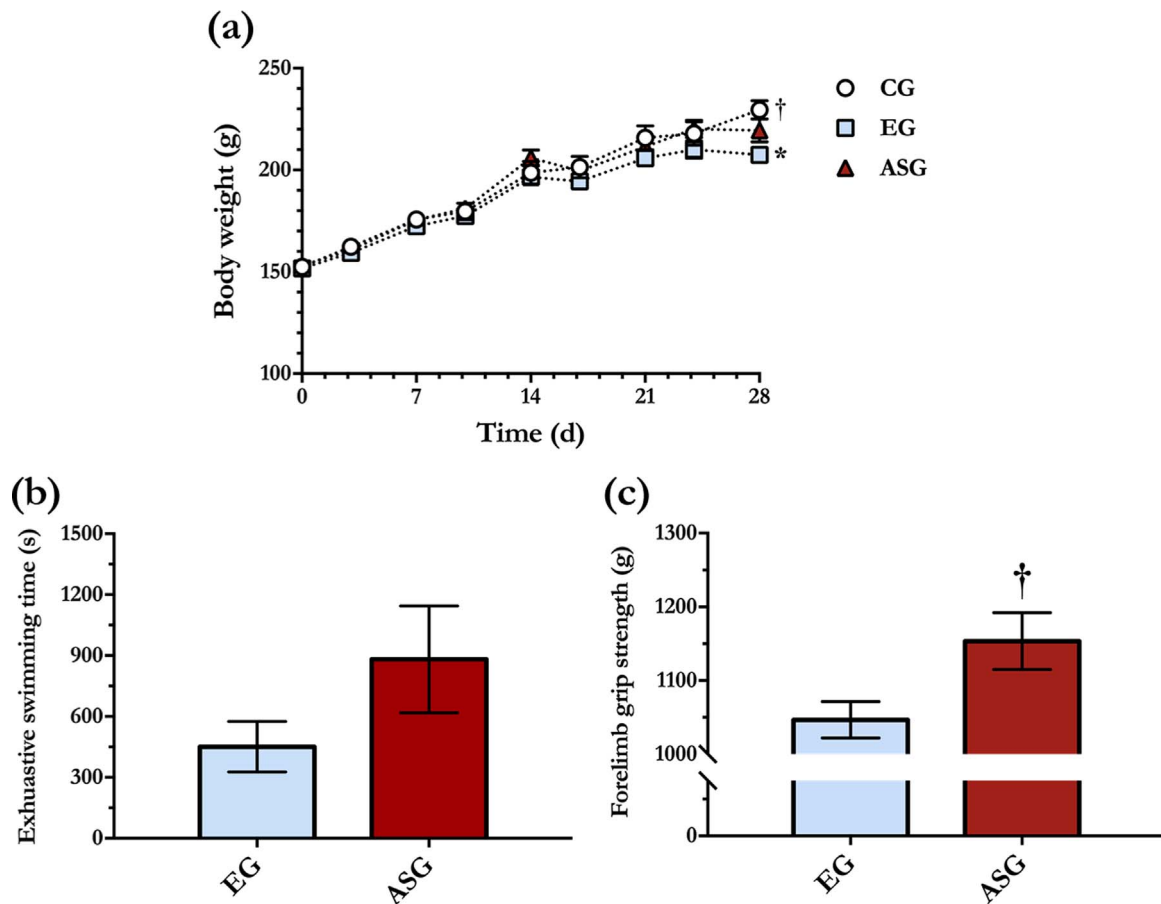 (a)
Body weight (g)
250
200
150
100
0
7
14
21
28
Time (d)
†
*
CG
EG
ASG
(b)
Exhuastive swimming time (s)
1500
1200
900
600
300
0
EG
ASG
(c)
Forelimb grip strength (g)
1300
1200
1100
1000
0
†
EG
ASG